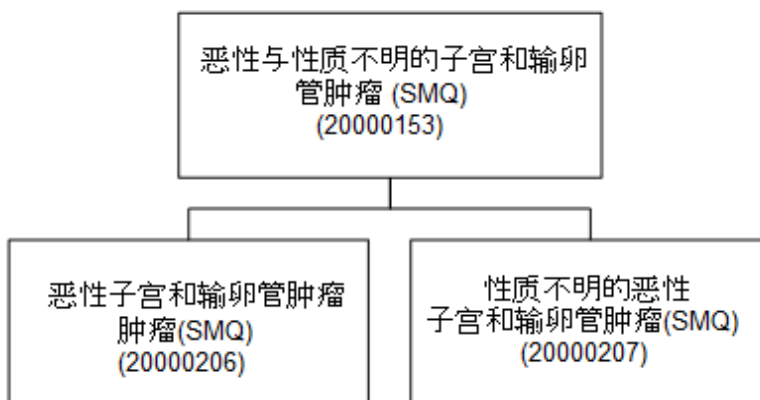 恶性与性质不明的子宫和输卵
管肿瘤 (SMQ)
(20000153)
恶性子宫和输卵管肿瘤
肿瘤(SMQ)
(20000206)
性质不明的恶性
子宫和输卵管肿瘤(SMQ)
(20000207)